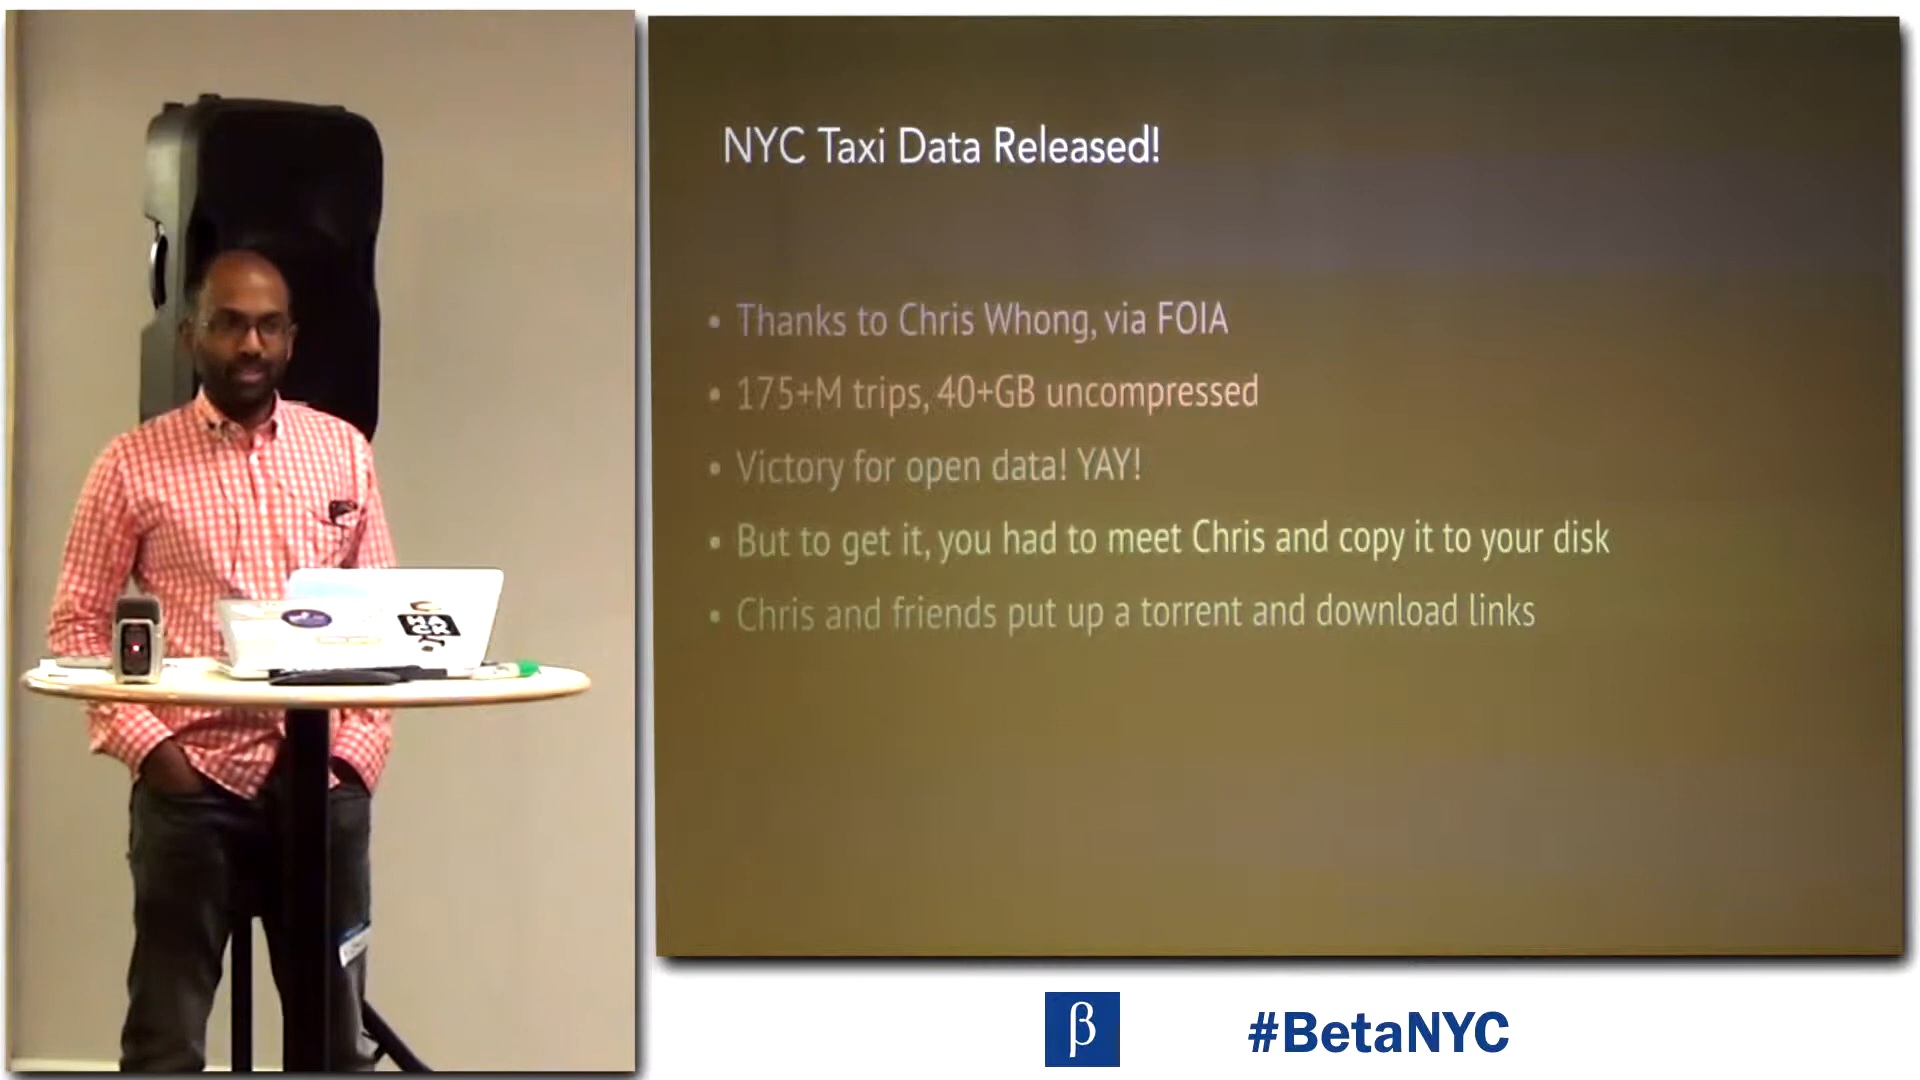 NYC Taxi Data Released!
• Thanks to Chris Whong, via FOIA
• 175+M trips, 40+GB uncompressed
• Victory for open data! YAY!
• But to get it, you had to meet Chris and copy it to your disk
• Chris and friends put up a torrent and download links
HACK
β
#BetaNYC